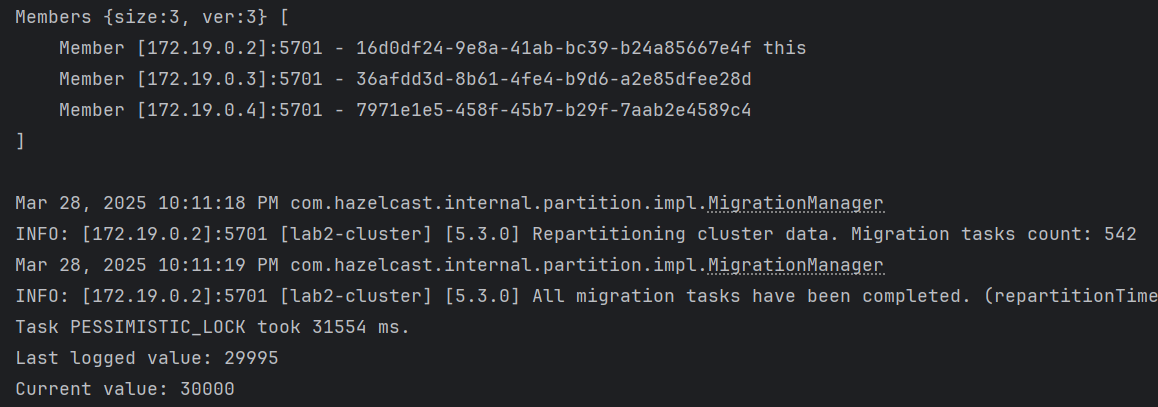 Members {size:3, ver:3} [
    Member [172.19.0.2]:5701 - 16d0df24-9e8a-41ab-bc39-b24a85667e4f this
    Member [172.19.0.3]:5701 - 36afdd3d-8b61-4fe4-b9d6-a2e85dfee28d
    Member [172.19.0.4]:5701 - 7971e1e5-458f-45b7-b29f-7aab2e4589c4
]
Mar 28, 2025 10:11:18 PM com.hazelcast.internal.partition.impl.MigrationManager
INFO: [172.19.0.2]:5701 [lab2-cluster] [5.3.0] Repartitioning cluster data. Migration tasks count: 542
Mar 28, 2025 10:11:19 PM com.hazelcast.internal.partition.impl.MigrationManager
INFO: [172.19.0.2]:5701 [lab2-cluster] [5.3.0] All migration tasks have been completed. (repartitionTime
Task PESSIMISTIC_LOCK took 31554 ms.
Last logged value: 29995
Current value: 30000